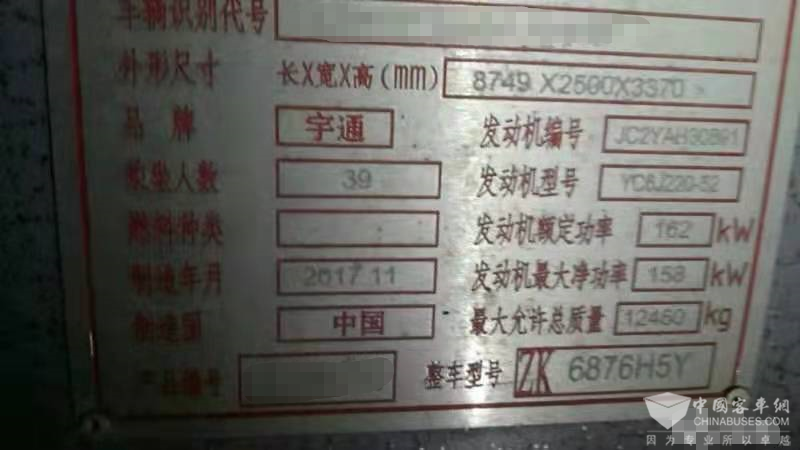 车辆识别代号
外形尺寸 长X宽X高(mm) 8749 X2500X3370
品牌 宇通 发动机编号
乘坐人数 39 发动机型号 YC6J220-52
燃料种类 发动机额定功率 162 kW
制造年月 2017 11 发动机最大净功率 158 kW
制造国 中国 最大允许总质量 12460 kg
产品编号 整车型号 ZK 6876H5Y
中國客車網
WWW.CHINABUSES.COM
因为专业所以卓越